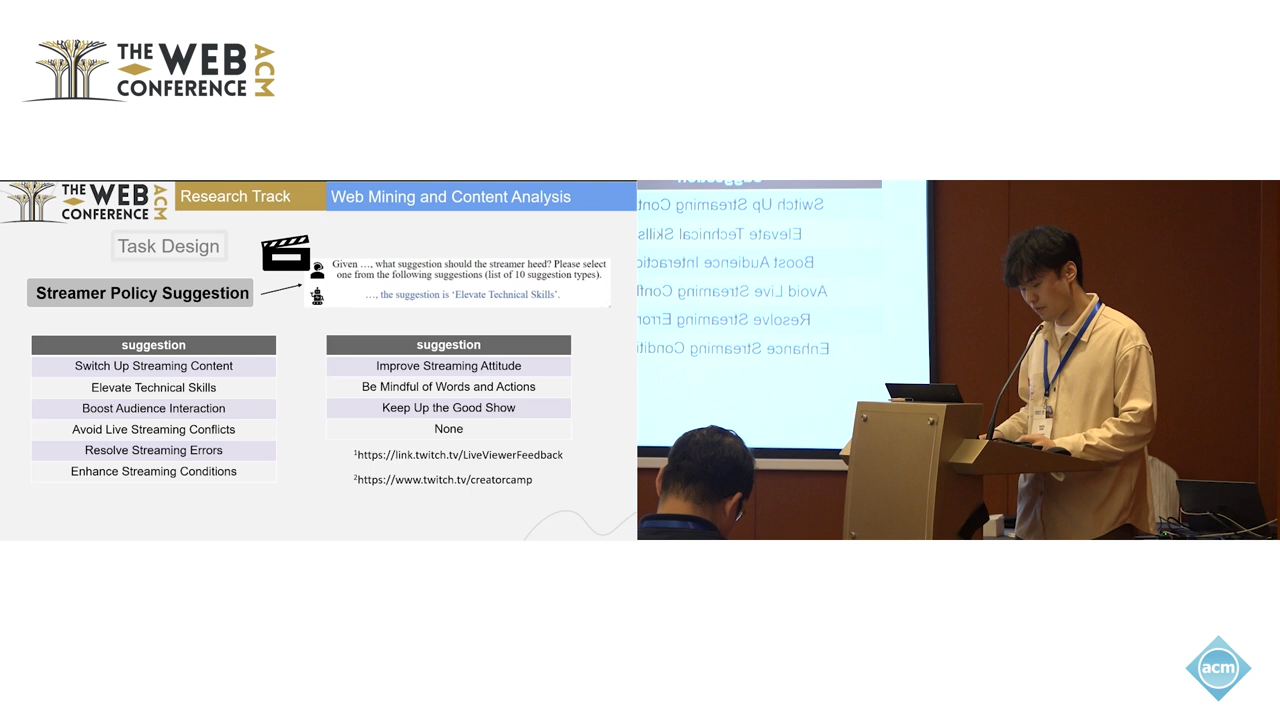 THE WEB
CONFERENCE
ACM
THE WEB
CONFERENCE
ACM
Research Track
Web Mining and Content Analysis
Task Design
Streamer Policy Suggestion
Given …, what suggestion should the streamer heed? Please select
one from the following suggestions (list of 10 suggestion types).
…, the suggestion is ‘Elevate Technical Skills’.
suggestion
Switch Up Streaming Content
Elevate Technical Skills
Boost Audience Interaction
Avoid Live Streaming Conflicts
Resolve Streaming Errors
Enhance Streaming Conditions
suggestion
Improve Streaming Attitude
Be Mindful of Words and Actions
Keep Up the Good Show
None
1https://link.twitch.tv/LiveViewerFeedback
2https://www.twitch.tv/creatorcamp
Switch Up Streaming Cont
Elevate Technical Skills
Boost Audience Interactio
Avoid Live Streaming Confl
Resolve Streaming Erro
Enhance Streaming Condit
acm